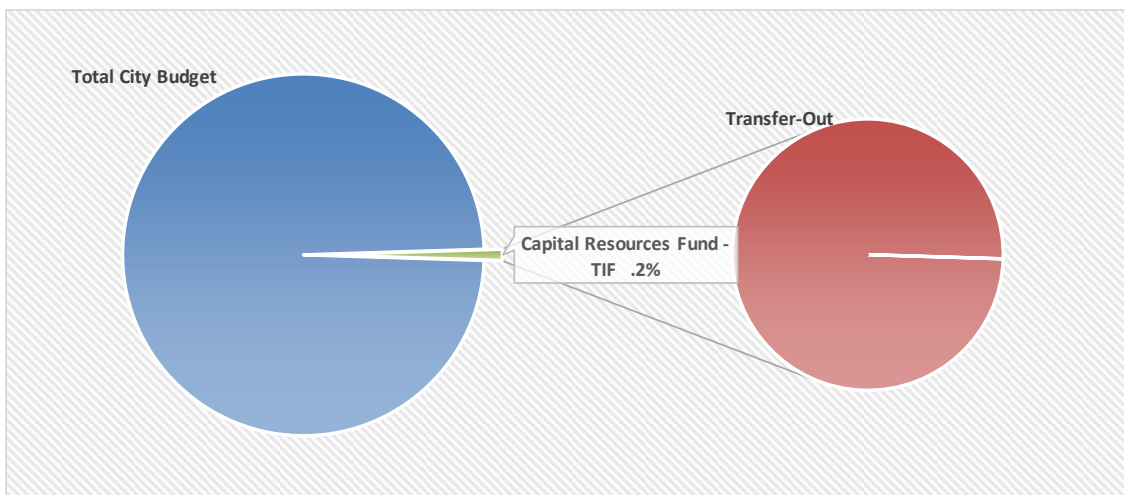 Total City Budget
Transfer-Out
Capital Resources Fund -
TIF .2%